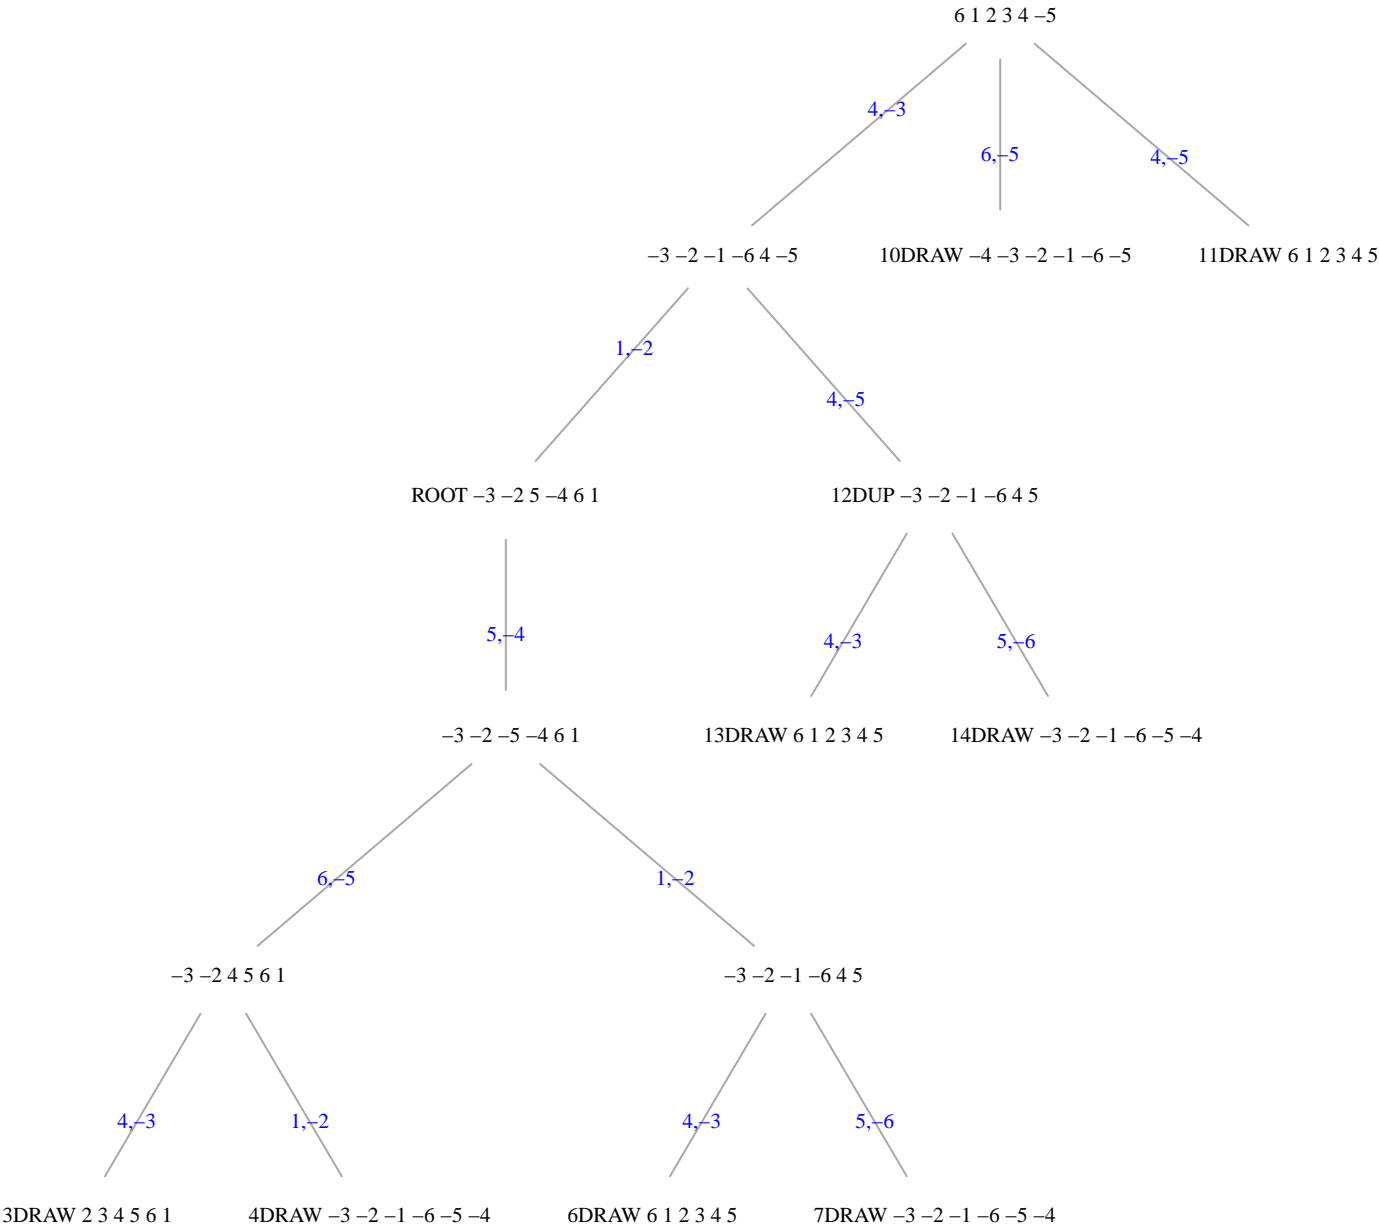 6 1 2 3 4 –5
4,–3
6,–5
4,–5
–3 –2 –1 –6 4 –5
10DRAW –4 –3 –2 –1 –6 –5
11DRAW 6 1 2 3 4 5
1,–2
4,–5
ROOT –3 –2 5 –4 6 1
12DUP –3 –2 –1 –6 4 5
5,–4
4,–3
5,–6
–3 –2 –5 –4 6 1
13DRAW 6 1 2 3 4 5
14DRAW –3 –2 –1 –6 –5 –4
6,–5
1,–2
–3 –2 4 5 6 1
–3 –2 –1 –6 4 5
4,–3
1,–2
4,–3
5,–6
3DRAW 2 3 4 5 6 1
4DRAW –3 –2 –1 –6 –5 –4
6DRAW 6 1 2 3 4 5
7DRAW –3 –2 –1 –6 –5 –4